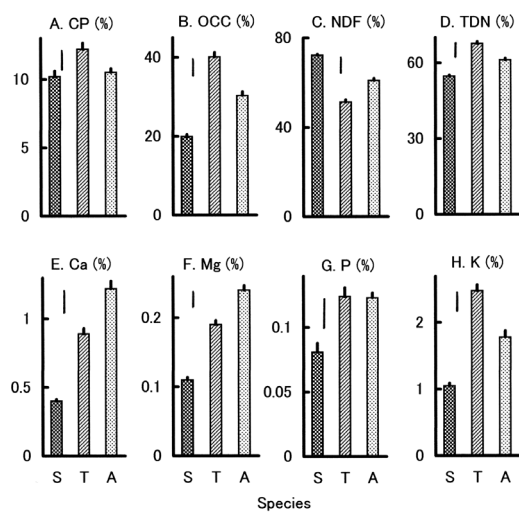 A. CP (%)
B. OCC (%)
C. NDF (%)
D. TDN (%)
10
5
0
40
20
0
80
40
0
60
30
0
E. Ca (%)
F. Mg (%)
G. P (%)
H. K (%)
1
0.5
0
0.2
0.1
0
0.1
0.05
0
2
1
0
S T A
S T A
S T A
S T A
Species